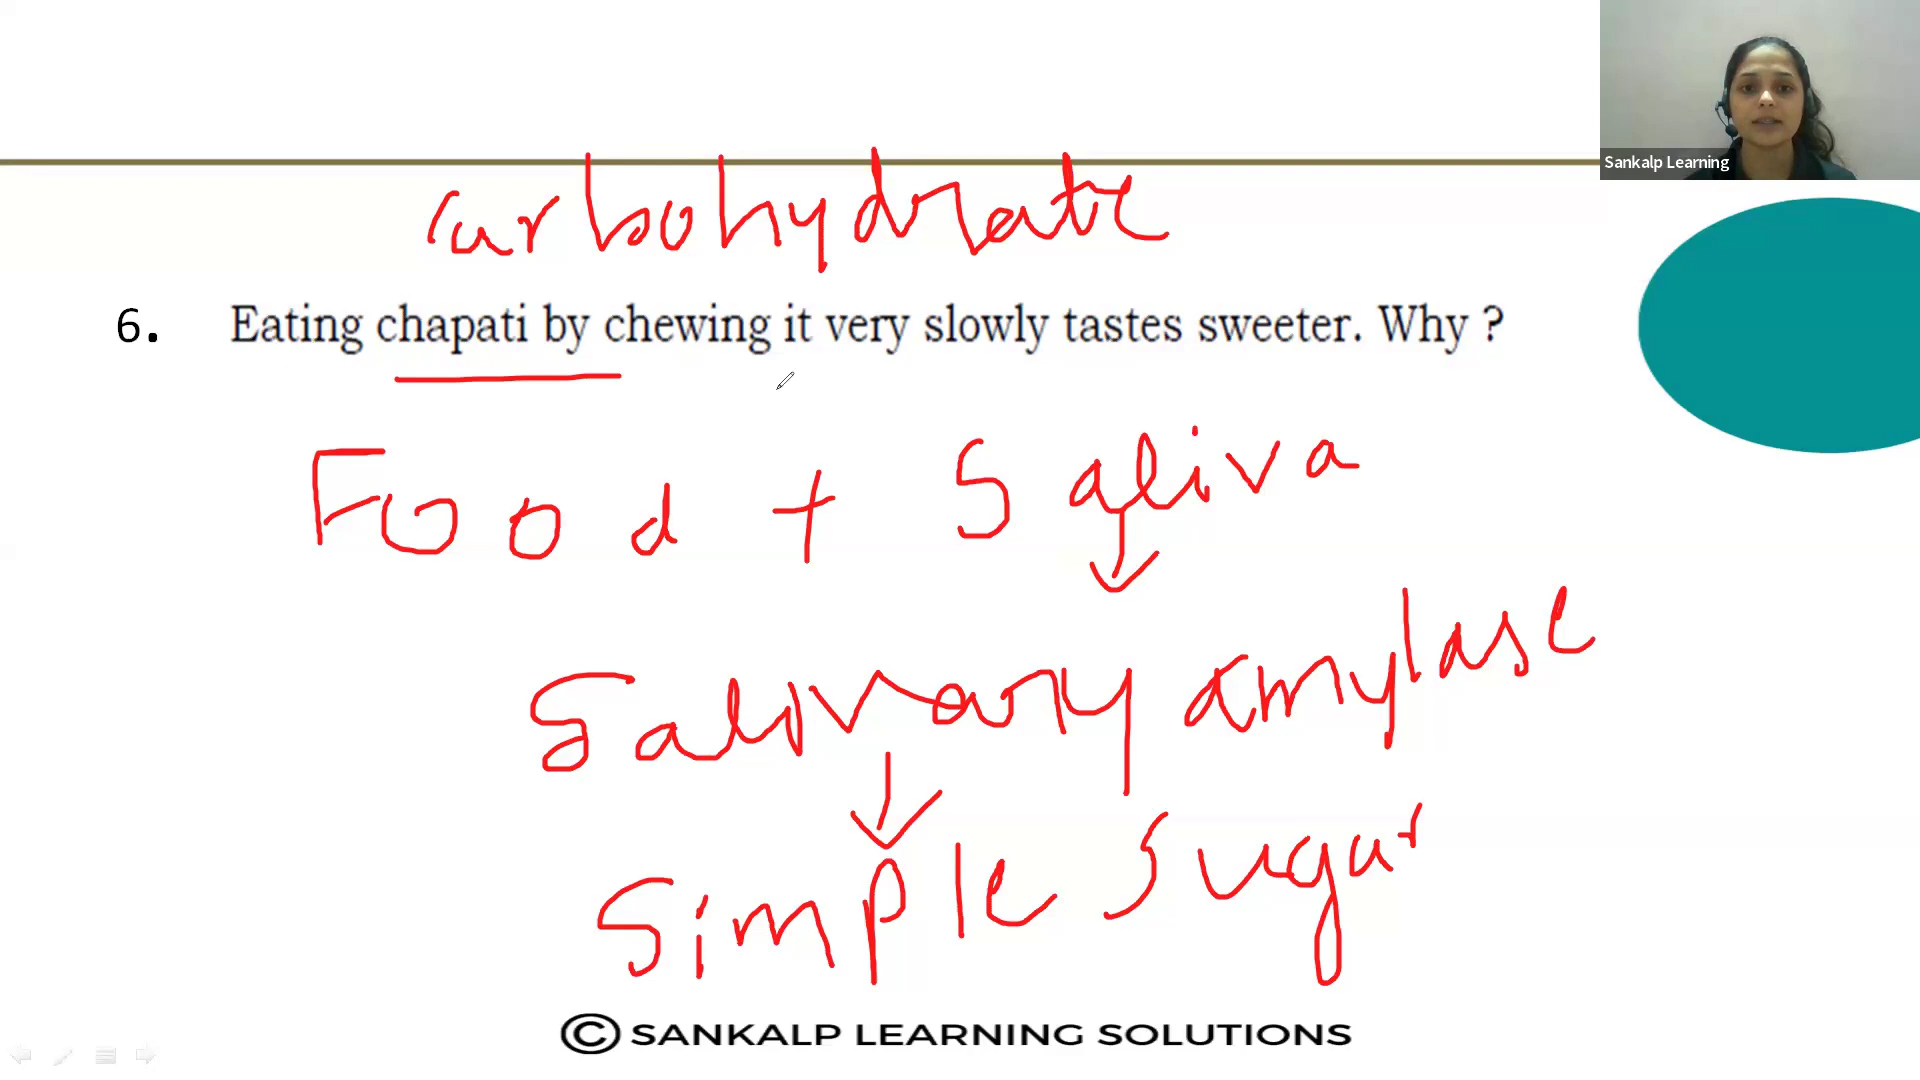 Sankalp Learning
Carbohydrate
6. Eating chapati by chewing it very slowly tastes sweeter. Why ?
Food + Saliva
Salivary amylase
Simple Sugar
© SANKALP LEARNING SOLUTIONS